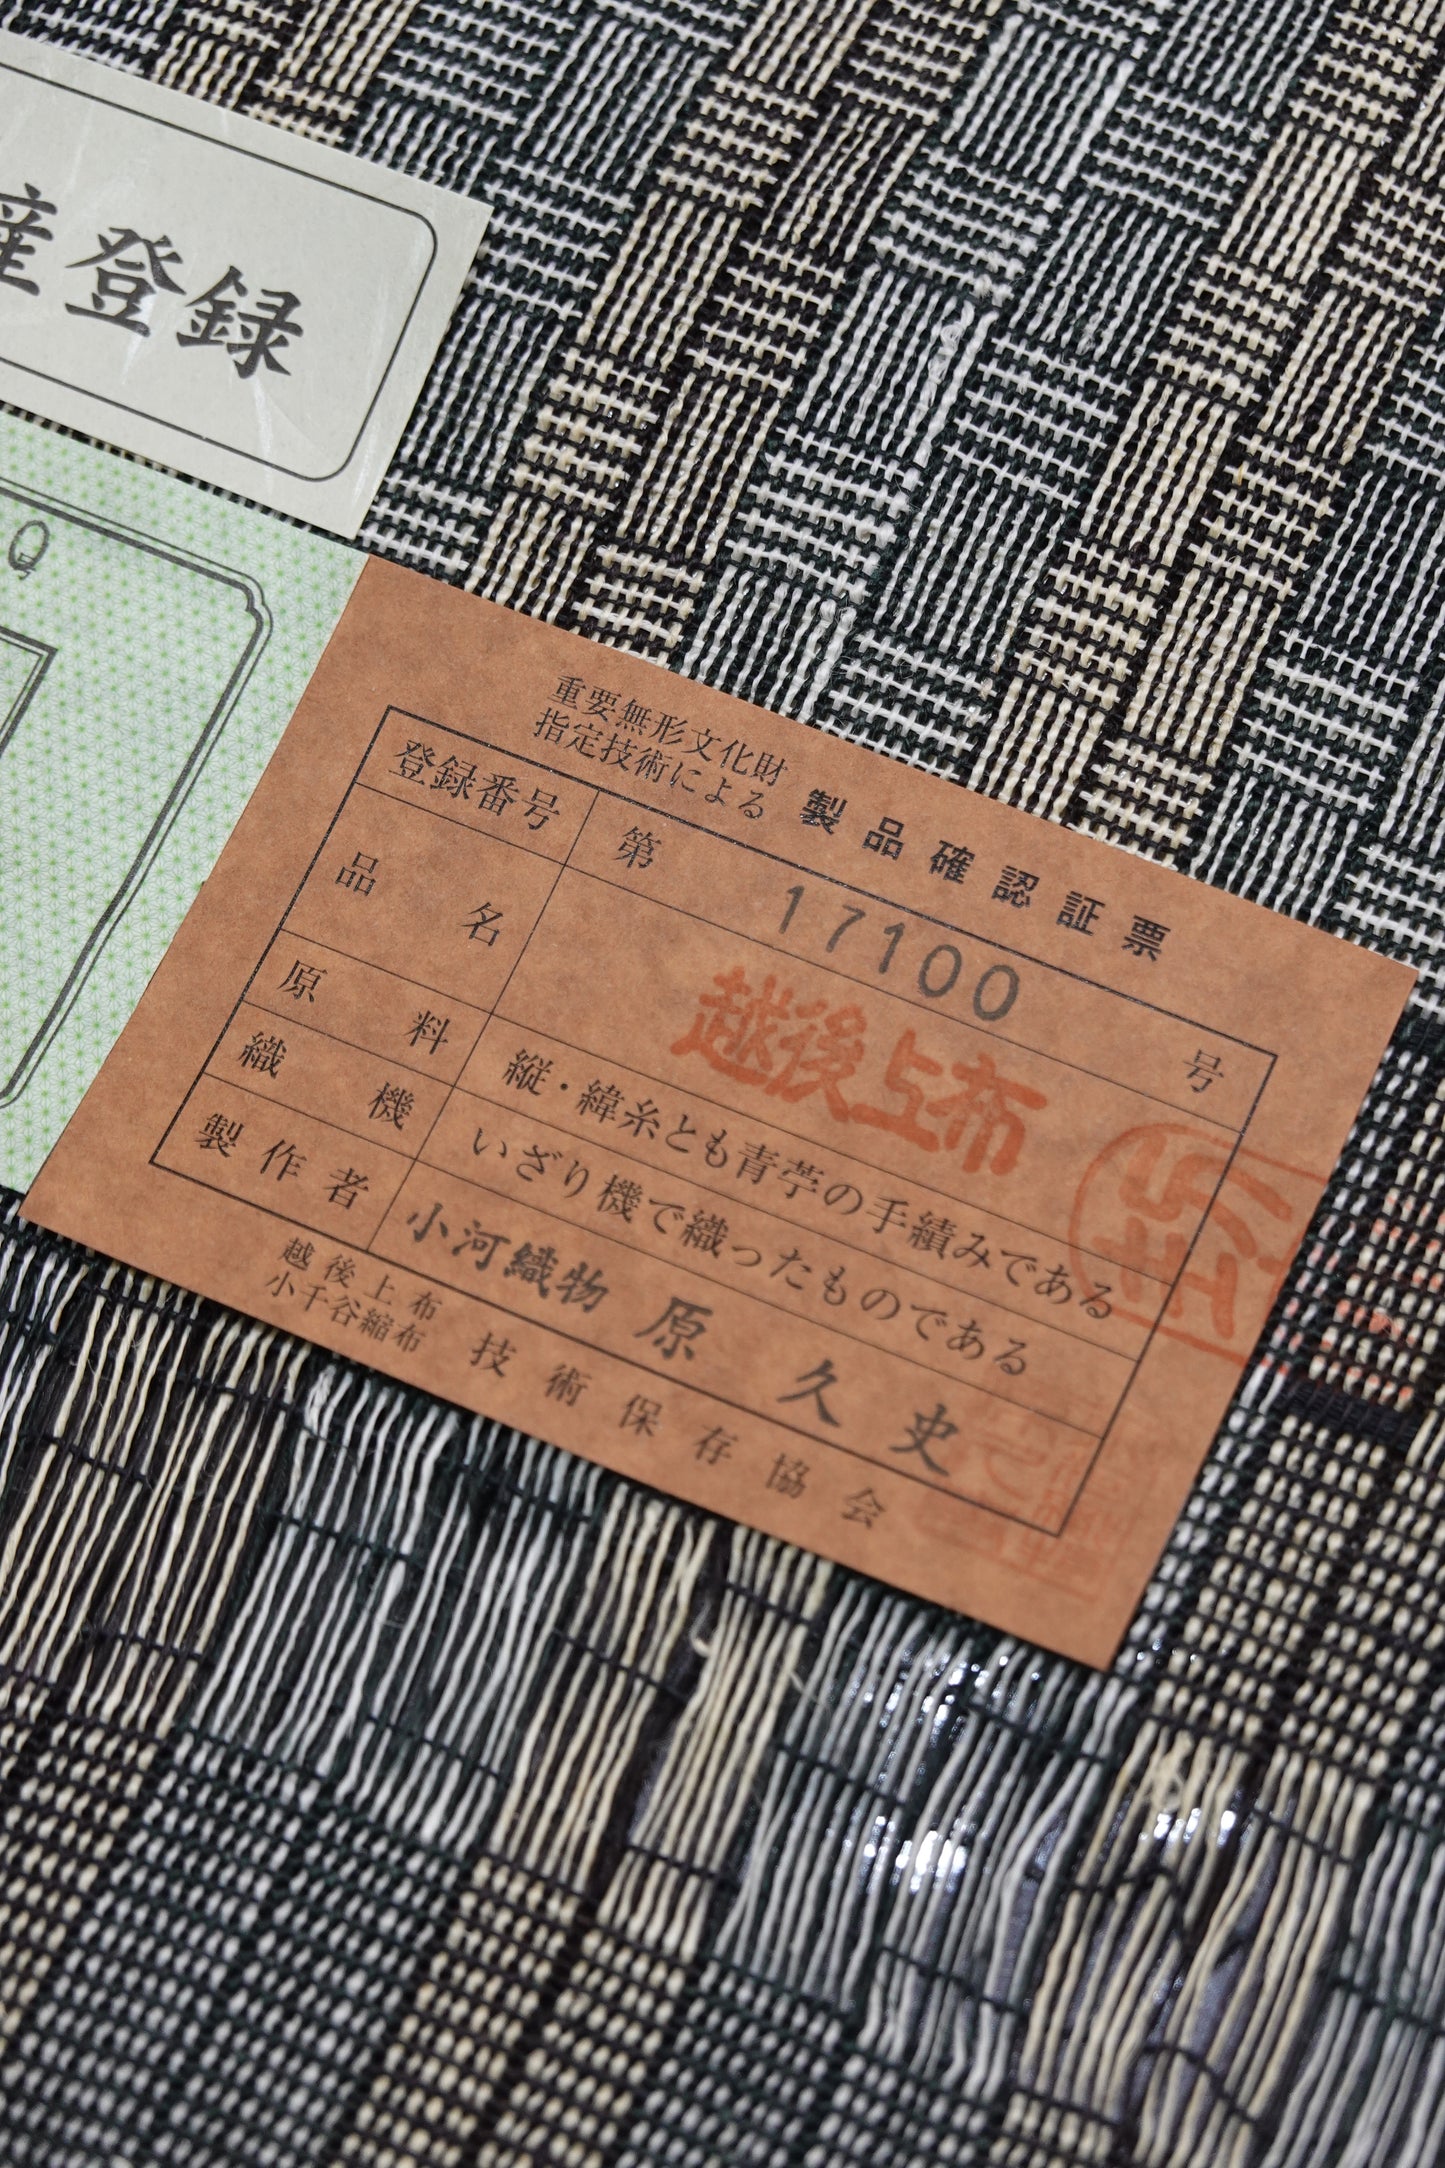 産登録
重要無形文化財
指定技術による 製品確認証票
登録番号 第 17100 号
品名 越後上布
原料 縦・緯糸とも青苧の手績みである
織機 いざり機で織ったものである
製作者 小河織物 原 久史
越後上布
小千谷縮布 技術保存協会